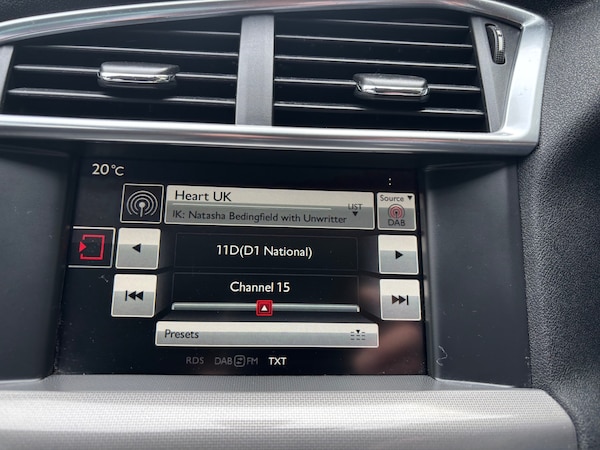 20°C
Heart UK
LIST
IK: Natasha Bedingfield with Unwritter
Source
DAB
11D(D1 National)
Channel 15
Presets
RDS DAB S FM TXT